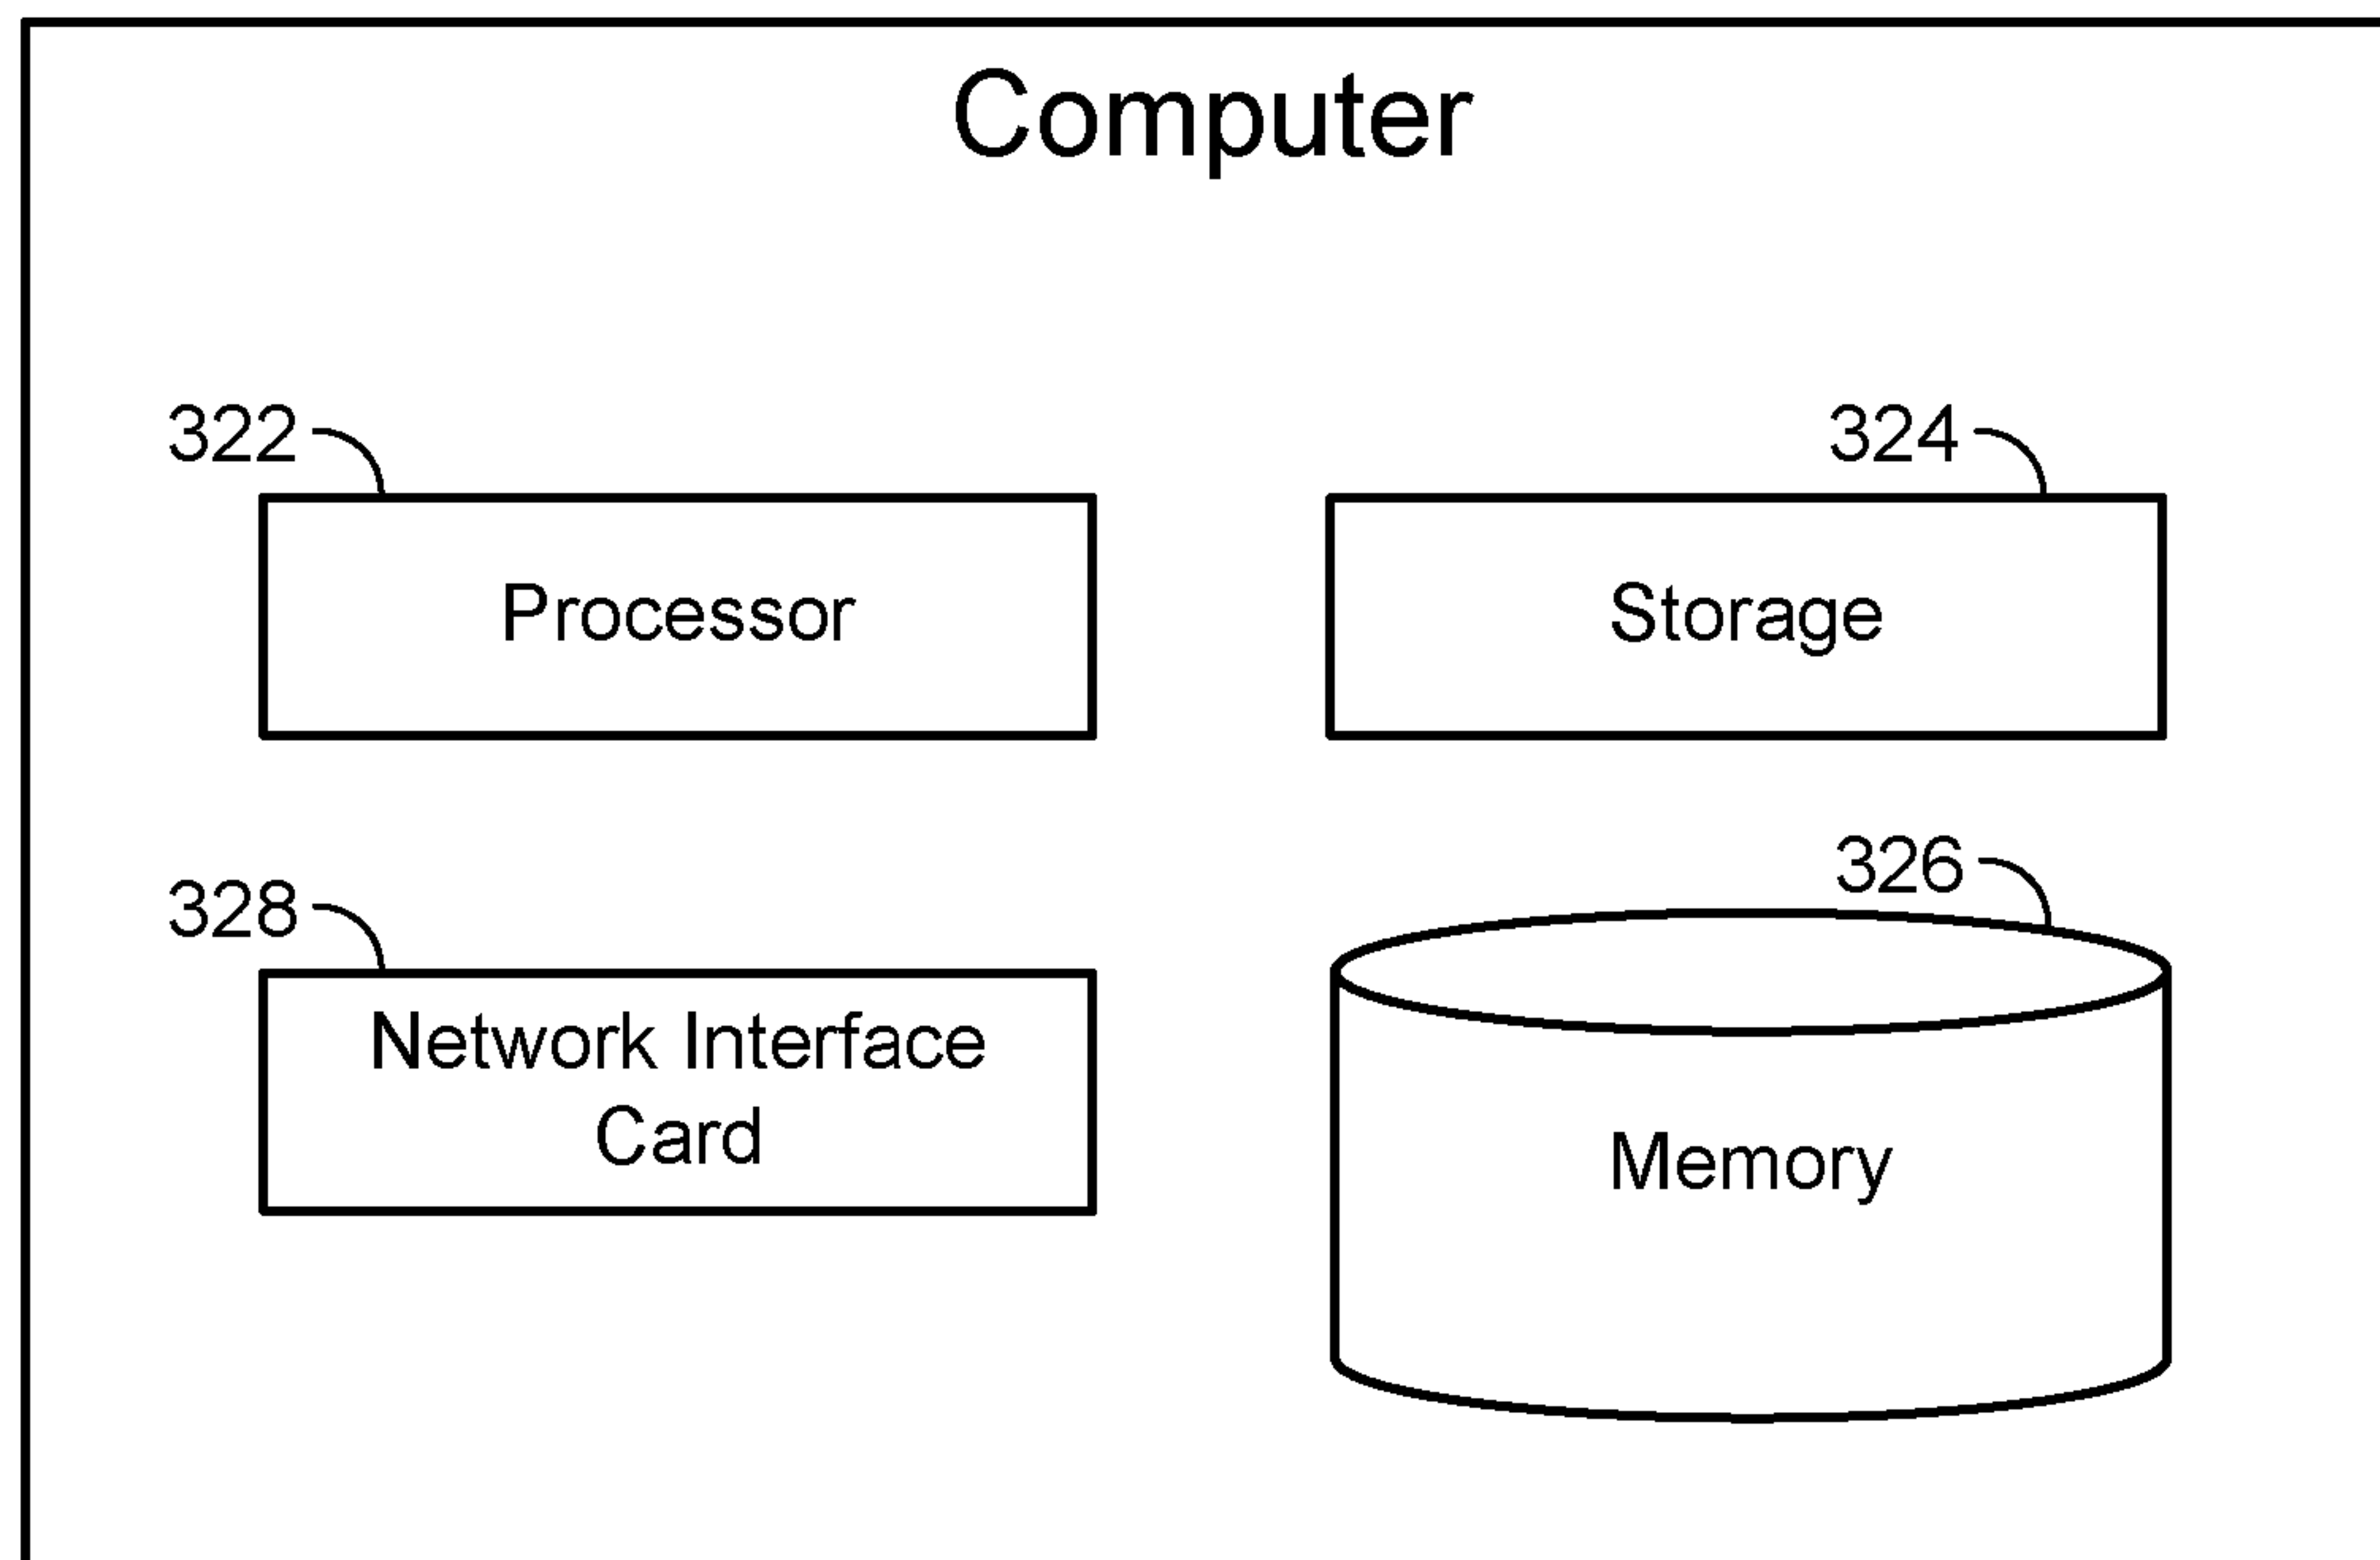 Computer
322
324
Processor
Storage
326
328
Network Interface
Card
Memory